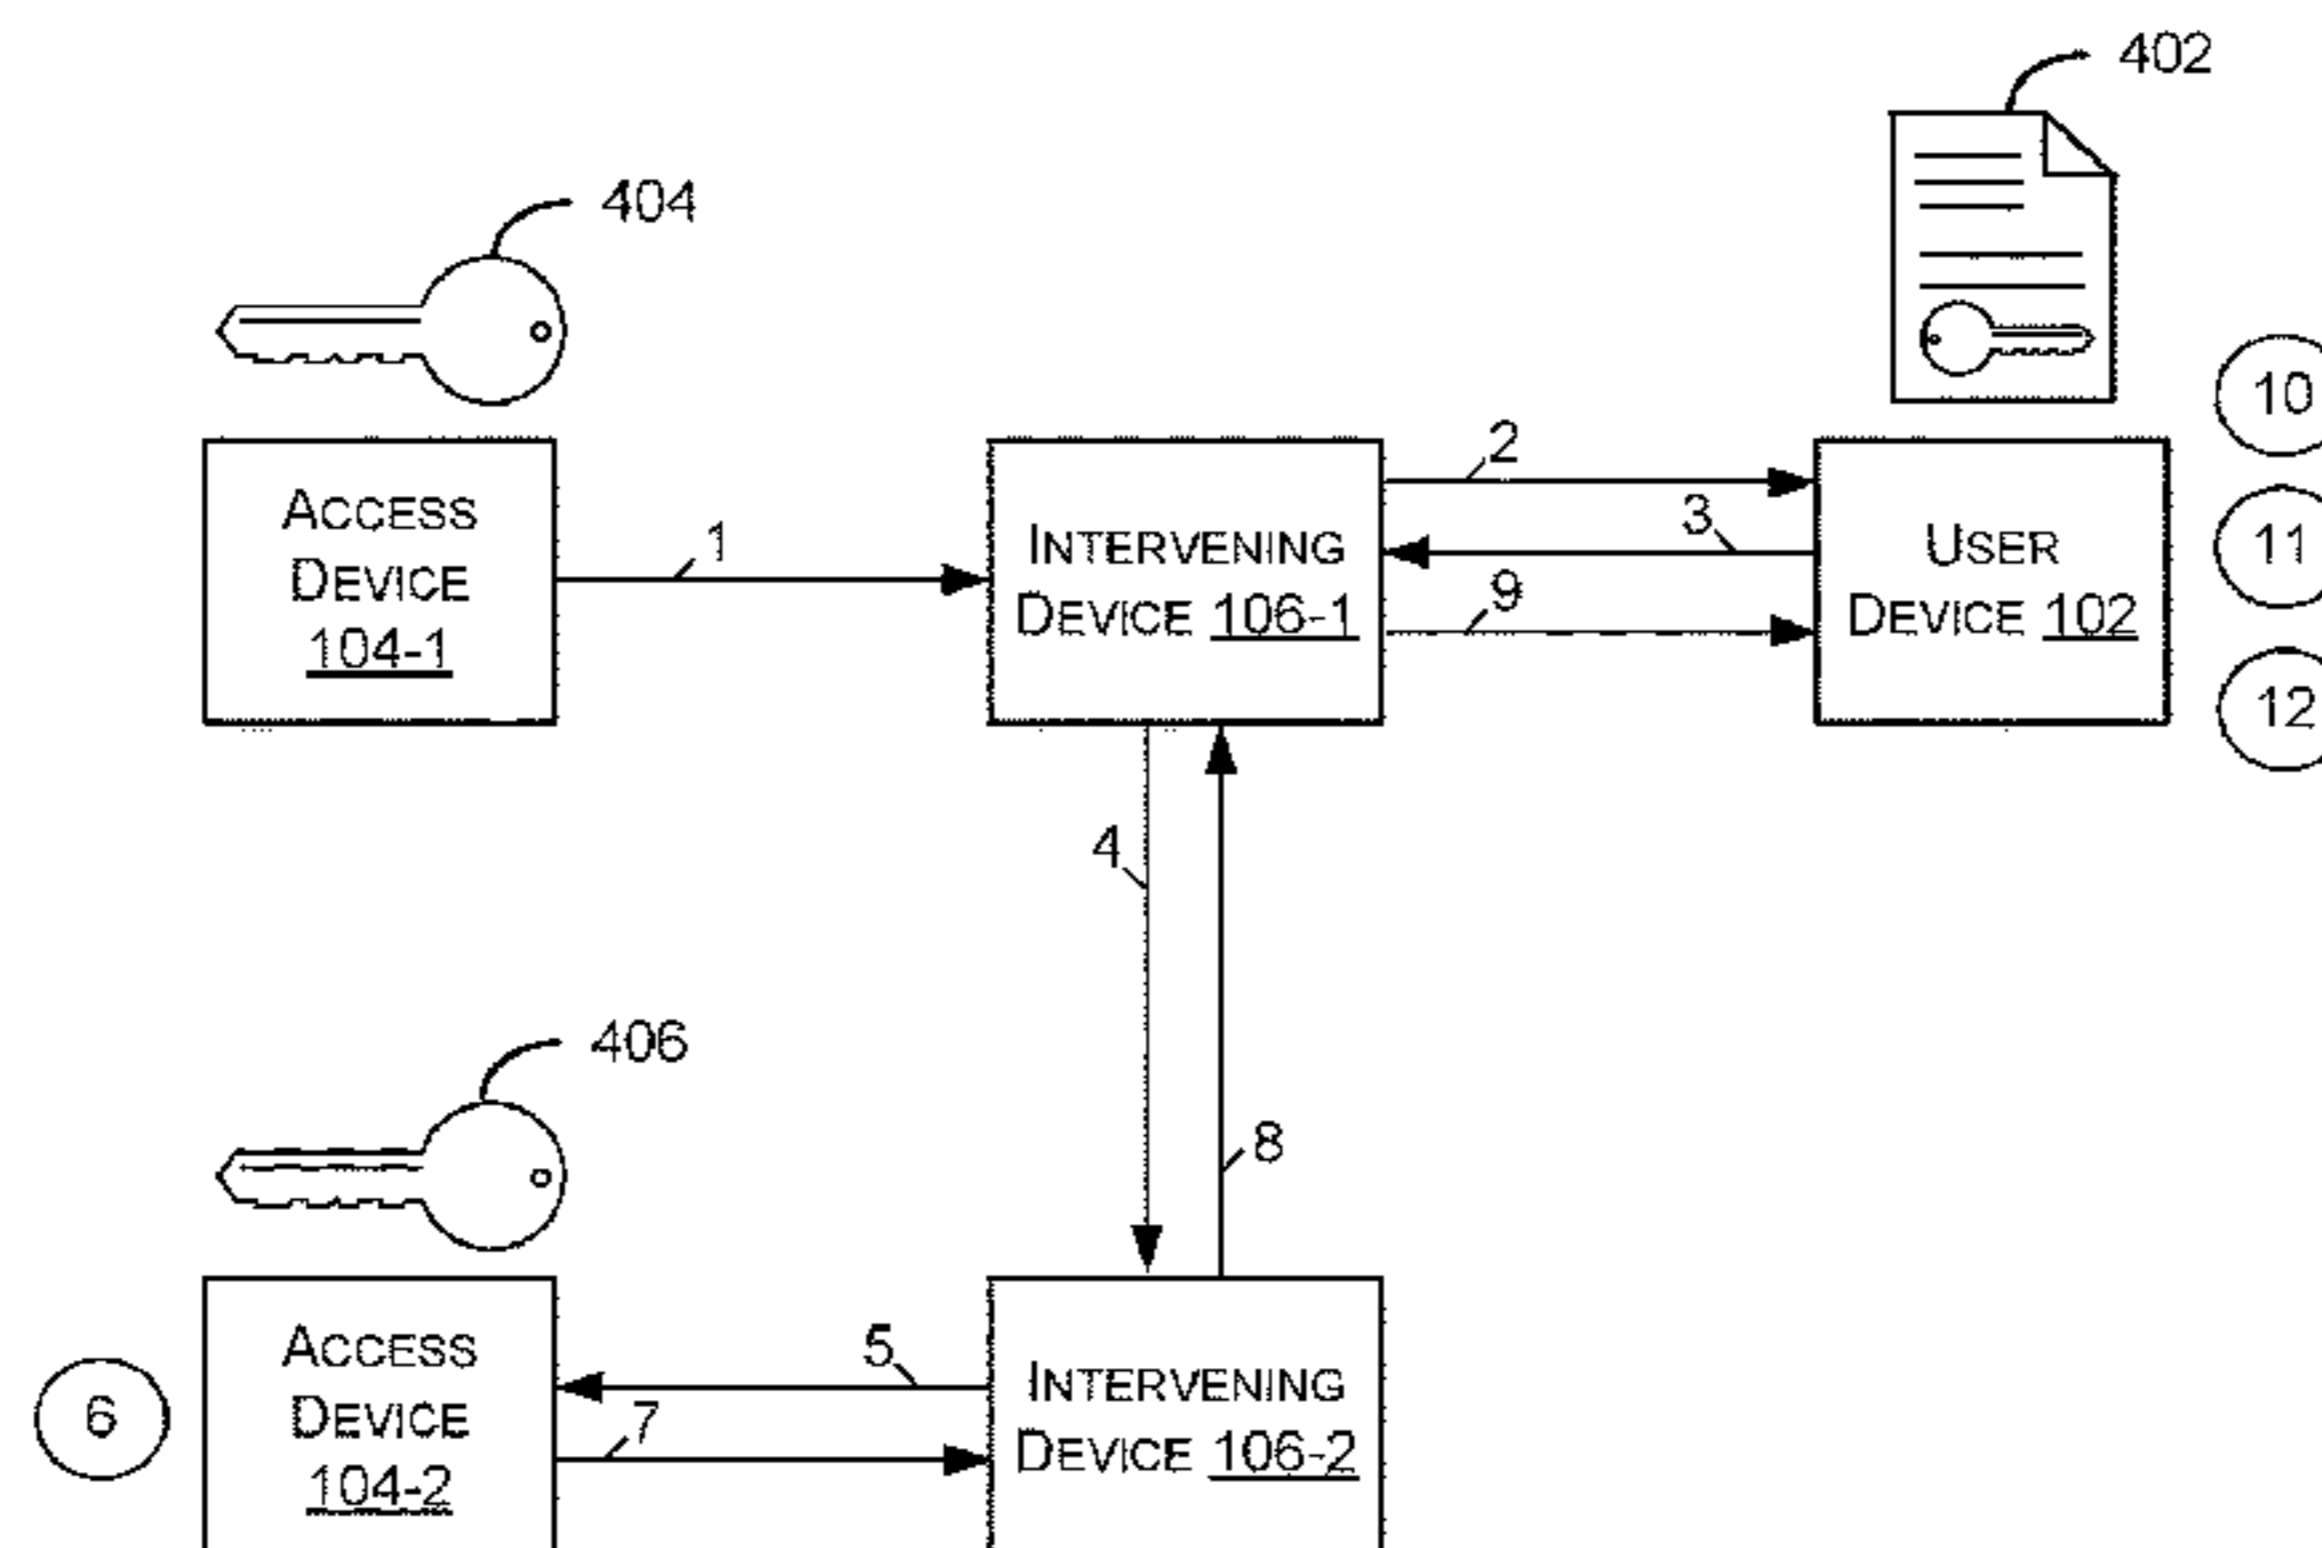 402
404
10
2
ACCESS
DEVICE
104-1
1
INTERVENING
DEVICE 106-1
3
9
USER
DEVICE 102
11
12
4
406
8
6
ACCESS
DEVICE
104-2
5
7
INTERVENING
DEVICE 106-2